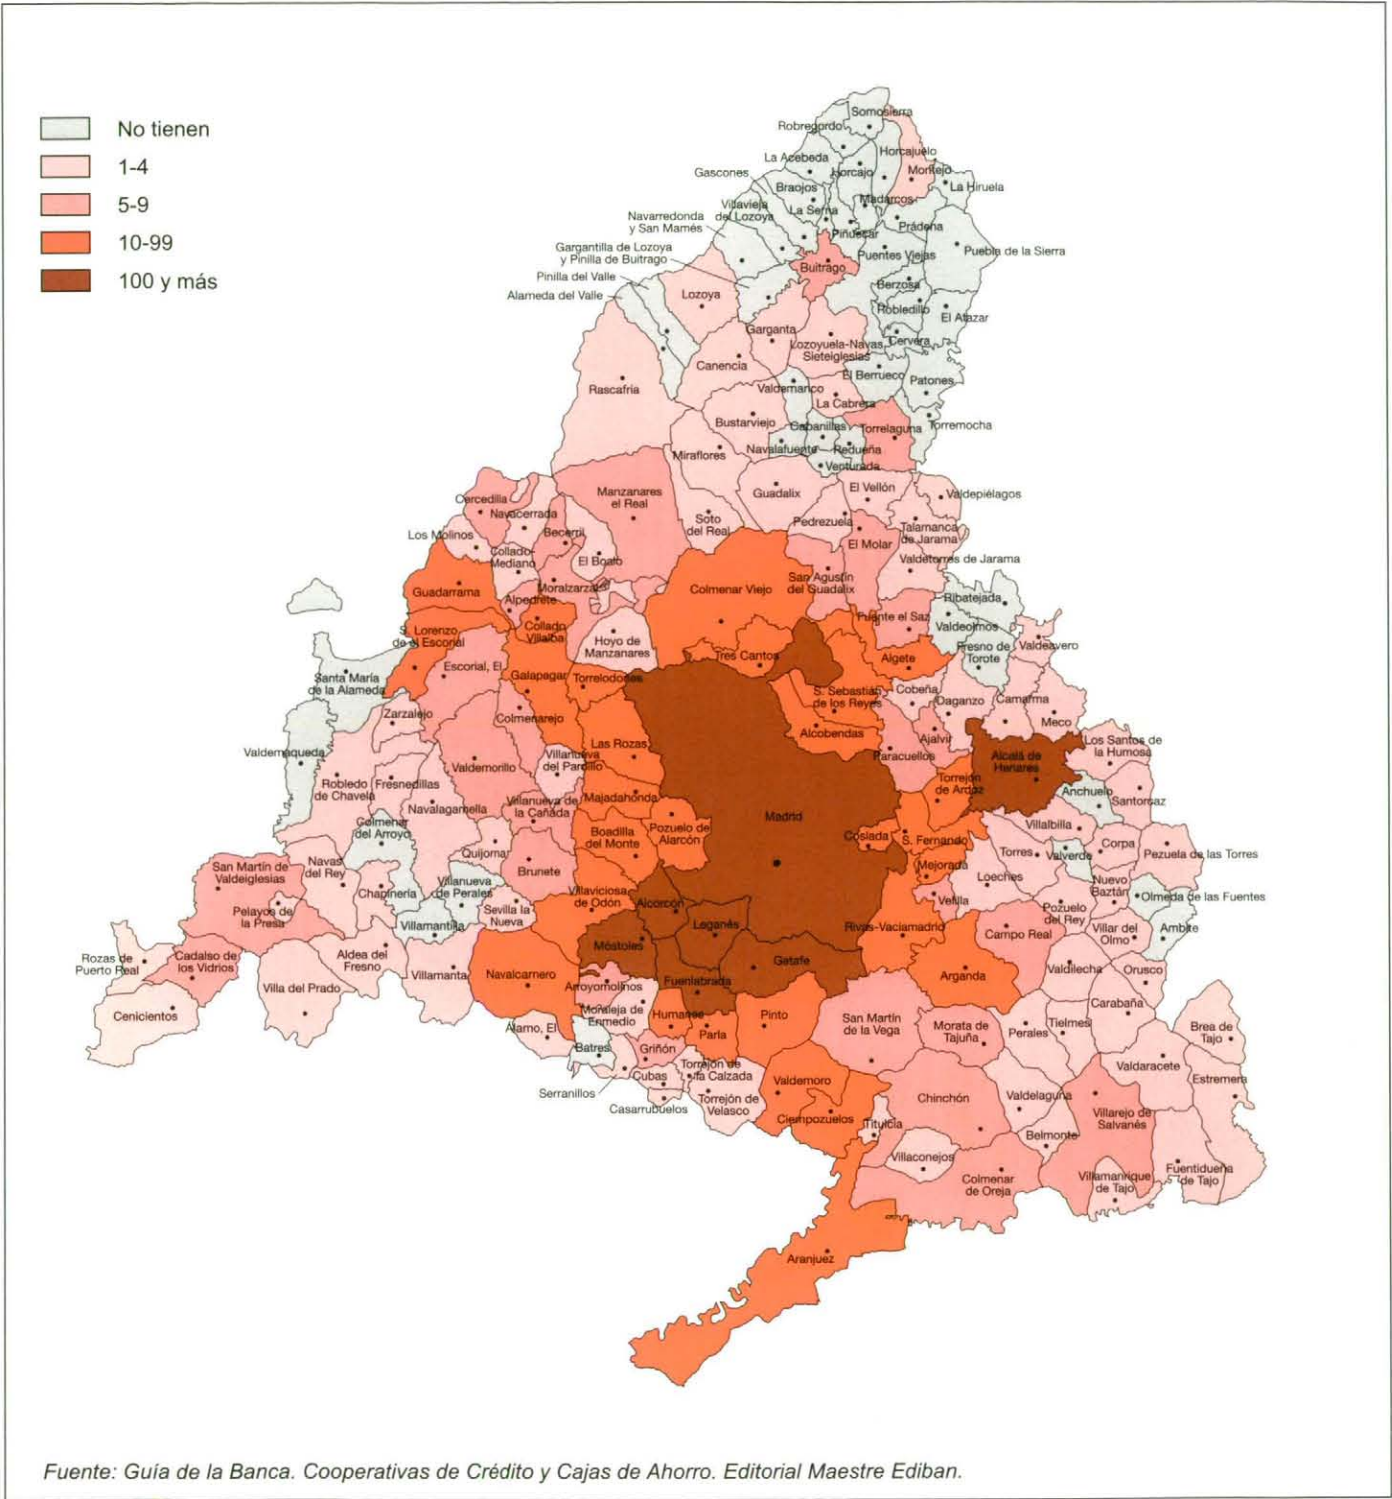 No tienen
1-4
5-9
10-99
100 y más
Somosierra
Robregordo
La Acebeda
Horcajuelo
Horcajo
Montejo
Gascones
Braojos
La Hiruela
Villavieja
del Lozoya
La Serna
Madarcos
Navarredonda
y San Mamés
Piñuecar
Prádena
Gargantilla de Lozoya
y Pinilla de Buitrago
Buitrago
Puentes Viejas
Puebla de la Sierra
Pinilla del Valle
Berzosa
Alameda del Valle
Lozoya
Robledillo
El Atazar
Garganta
Lozoyuela-Navas
Sieteiglesias
Cervera
Canencia
El Berrueco
Patones
Rascafría
Valdemanco
La Cabrera
Bustarviejo
Cabanillas
Torrelaguna
Torremocha
Miraflores
Navalafuente
Redueña
Venturada
Guadalix
El Vellón
Valdepiélagos
Cercedilla
Manzanares
el Real
Navacerrada
Soto
del Real
Pedrezuela
Talamanca
de Jarama
Los Molinos
Becerril
El Molar
Collado-
Mediano
El Boalo
Valdetorres de Jarama
Guadarrama
Moralzarzal
Colmenar Viejo
San Agustín
del Guadalix
Alpedrete
Ribatejada
Puente el Saz
Valdeolmos
S. Lorenzo
de el Escorial
Collado
Villalba
Hoyo de
Manzanares
Tres Cantos
Algete
Fresno de
Torote
Valdeavero
Escorial, El
Galapagar
Torrelodones
Santa María
de la Alameda
S. Sebastián
de los Reyes
Cobeña
Daganzo
Camarma
Zarzalejo
Colmenarejo
Alcobendas
Meco
Valdemaqueda
Las Rozas
Paracuellos
Ajalvir
Alcalá de
Henares
Los Santos de
la Humosa
Valdemorillo
Villanueva
del Pardillo
Robledo
de Chavela
Fresnedillas
Torrejón
de Ardoz
Anchuelo
Santorcaz
Navalagamella
Villanueva de
la Cañada
Majadahonda
Madrid
Colmenar
del Arroyo
Boadilla
del Monte
Pozuelo de
Alarcón
Coslada
S. Fernando
Villalbilla
Quijorna
Torres
Valverde
Corpa
Pezuela de las Torres
San Martín de
Valdeiglesias
Navas
del Rey
Brunete
Mejorada
Loeches
Nuevo
Baztán
Chapinería
Villanueva
de Perales
Villaviciosa
de Odón
Velilla
Olmeda de las Fuentes
Pelayos de
la Presa
Sevilla la
Nueva
Alcorcón
Pozuelo
del Rey
Villamantilla
Leganés
Rivas-Vaciamadrid
Campo Real
Villar del
Olmo
Ambite
Rozas de
Puerto Real
Cadalso de
los Vidrios
Aldea del
Fresno
Móstoles
Getafe
Villamanta
Navalcarnero
Fuenlabrada
Arganda
Valdilecha
Orusco
Villa del Prado
Arroyomolinos
Cenicientos
Moraleja de
Enmedio
Humanes
Pinto
San Martín
de la Vega
Morata de
Tajuña
Perales
Tielmes
Carabaña
Brea de
Tajo
Alamo, El
Parla
Batres
Griñón
Torrejón de
la Calzada
Valdaracete
Estremera
Serranillos
Cubas
Valdemoro
Casarrubuelos
Torrejón de
Velasco
Ciempozuelos
Chinchón
Valdelaguna
Villarejo de
Salvanés
Titulcia
Belmonte
Villaconejos
Colmenar
de Oreja
Villamanrique
de Tajo
Fuentidueña
de Tajo
Aranjuez
Fuente: Guía de la Banca. Cooperativas de Crédito y Cajas de Ahorro. Editorial Maestre Ediban.